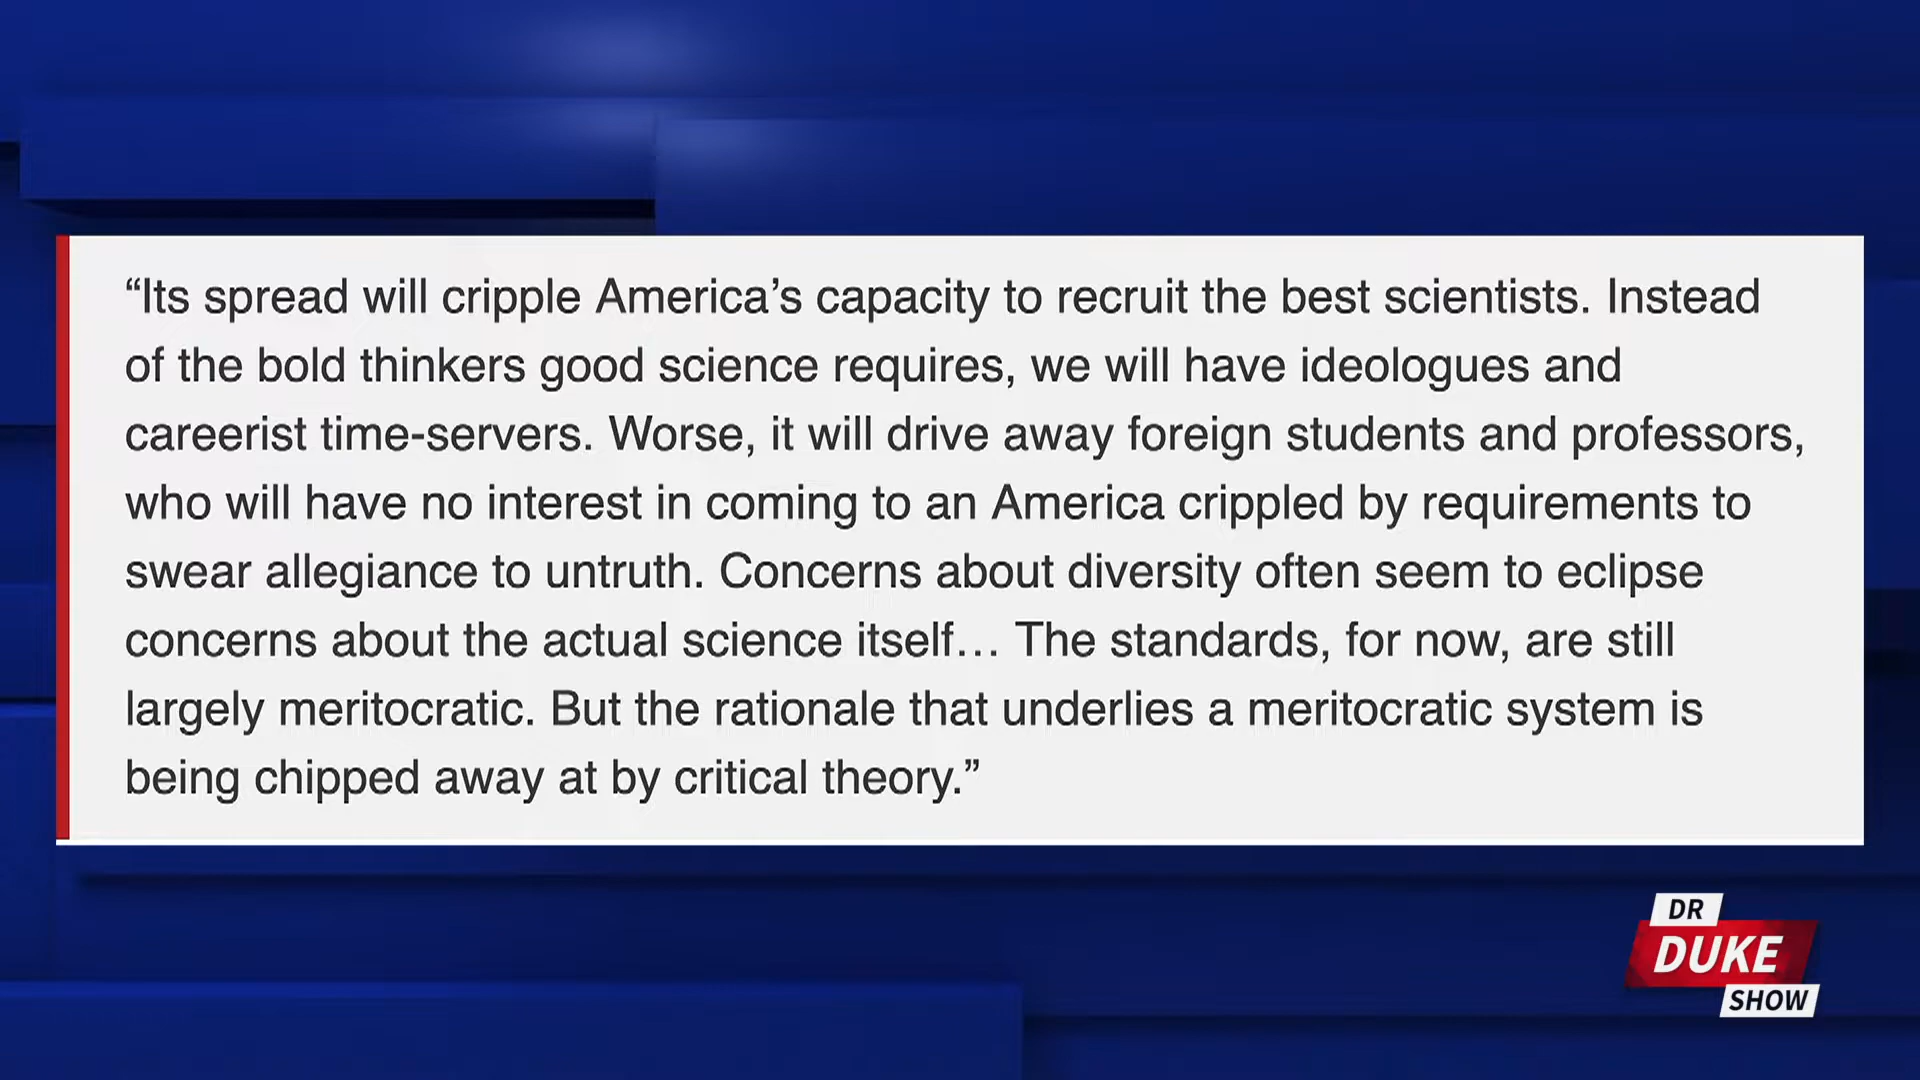 “Its spread will cripple America’s capacity to recruit the best scientists. Instead
of the bold thinkers good science requires, we will have ideologues and
careerist time-servers. Worse, it will drive away foreign students and professors,
who will have no interest in coming to an America crippled by requirements to
swear allegiance to untruth. Concerns about diversity often seem to eclipse
concerns about the actual science itself… The standards, for now, are still
largely meritocratic. But the rationale that underlies a meritocratic system is
being chipped away at by critical theory.”
DR
DUKE
SHOW